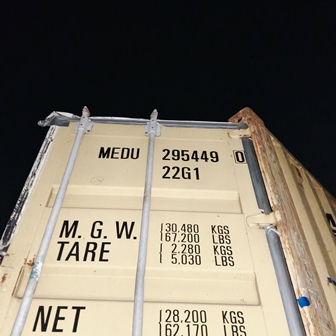 MEDU 295449 0
22G1
M. G. W. 30.480 KGS
67.200 LBS
TARE 2.280 KGS
5.030 LBS
NET 28.200 KGS
62.170 LBS